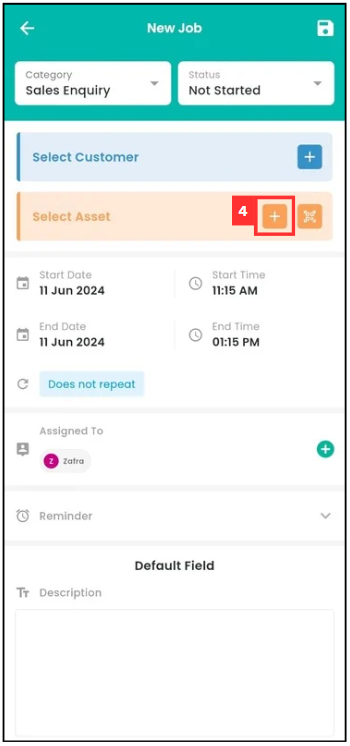 New Job
Category
Sales Enquiry
Status
Not Started
Select Customer
Select Asset
4
Start Date
11 Jun 2024
Start Time
11:15 AM
End Date
11 Jun 2024
End Time
01:15 PM
Does not repeat
Assigned To
Z Zafra
Reminder
Default Field
Tт Description